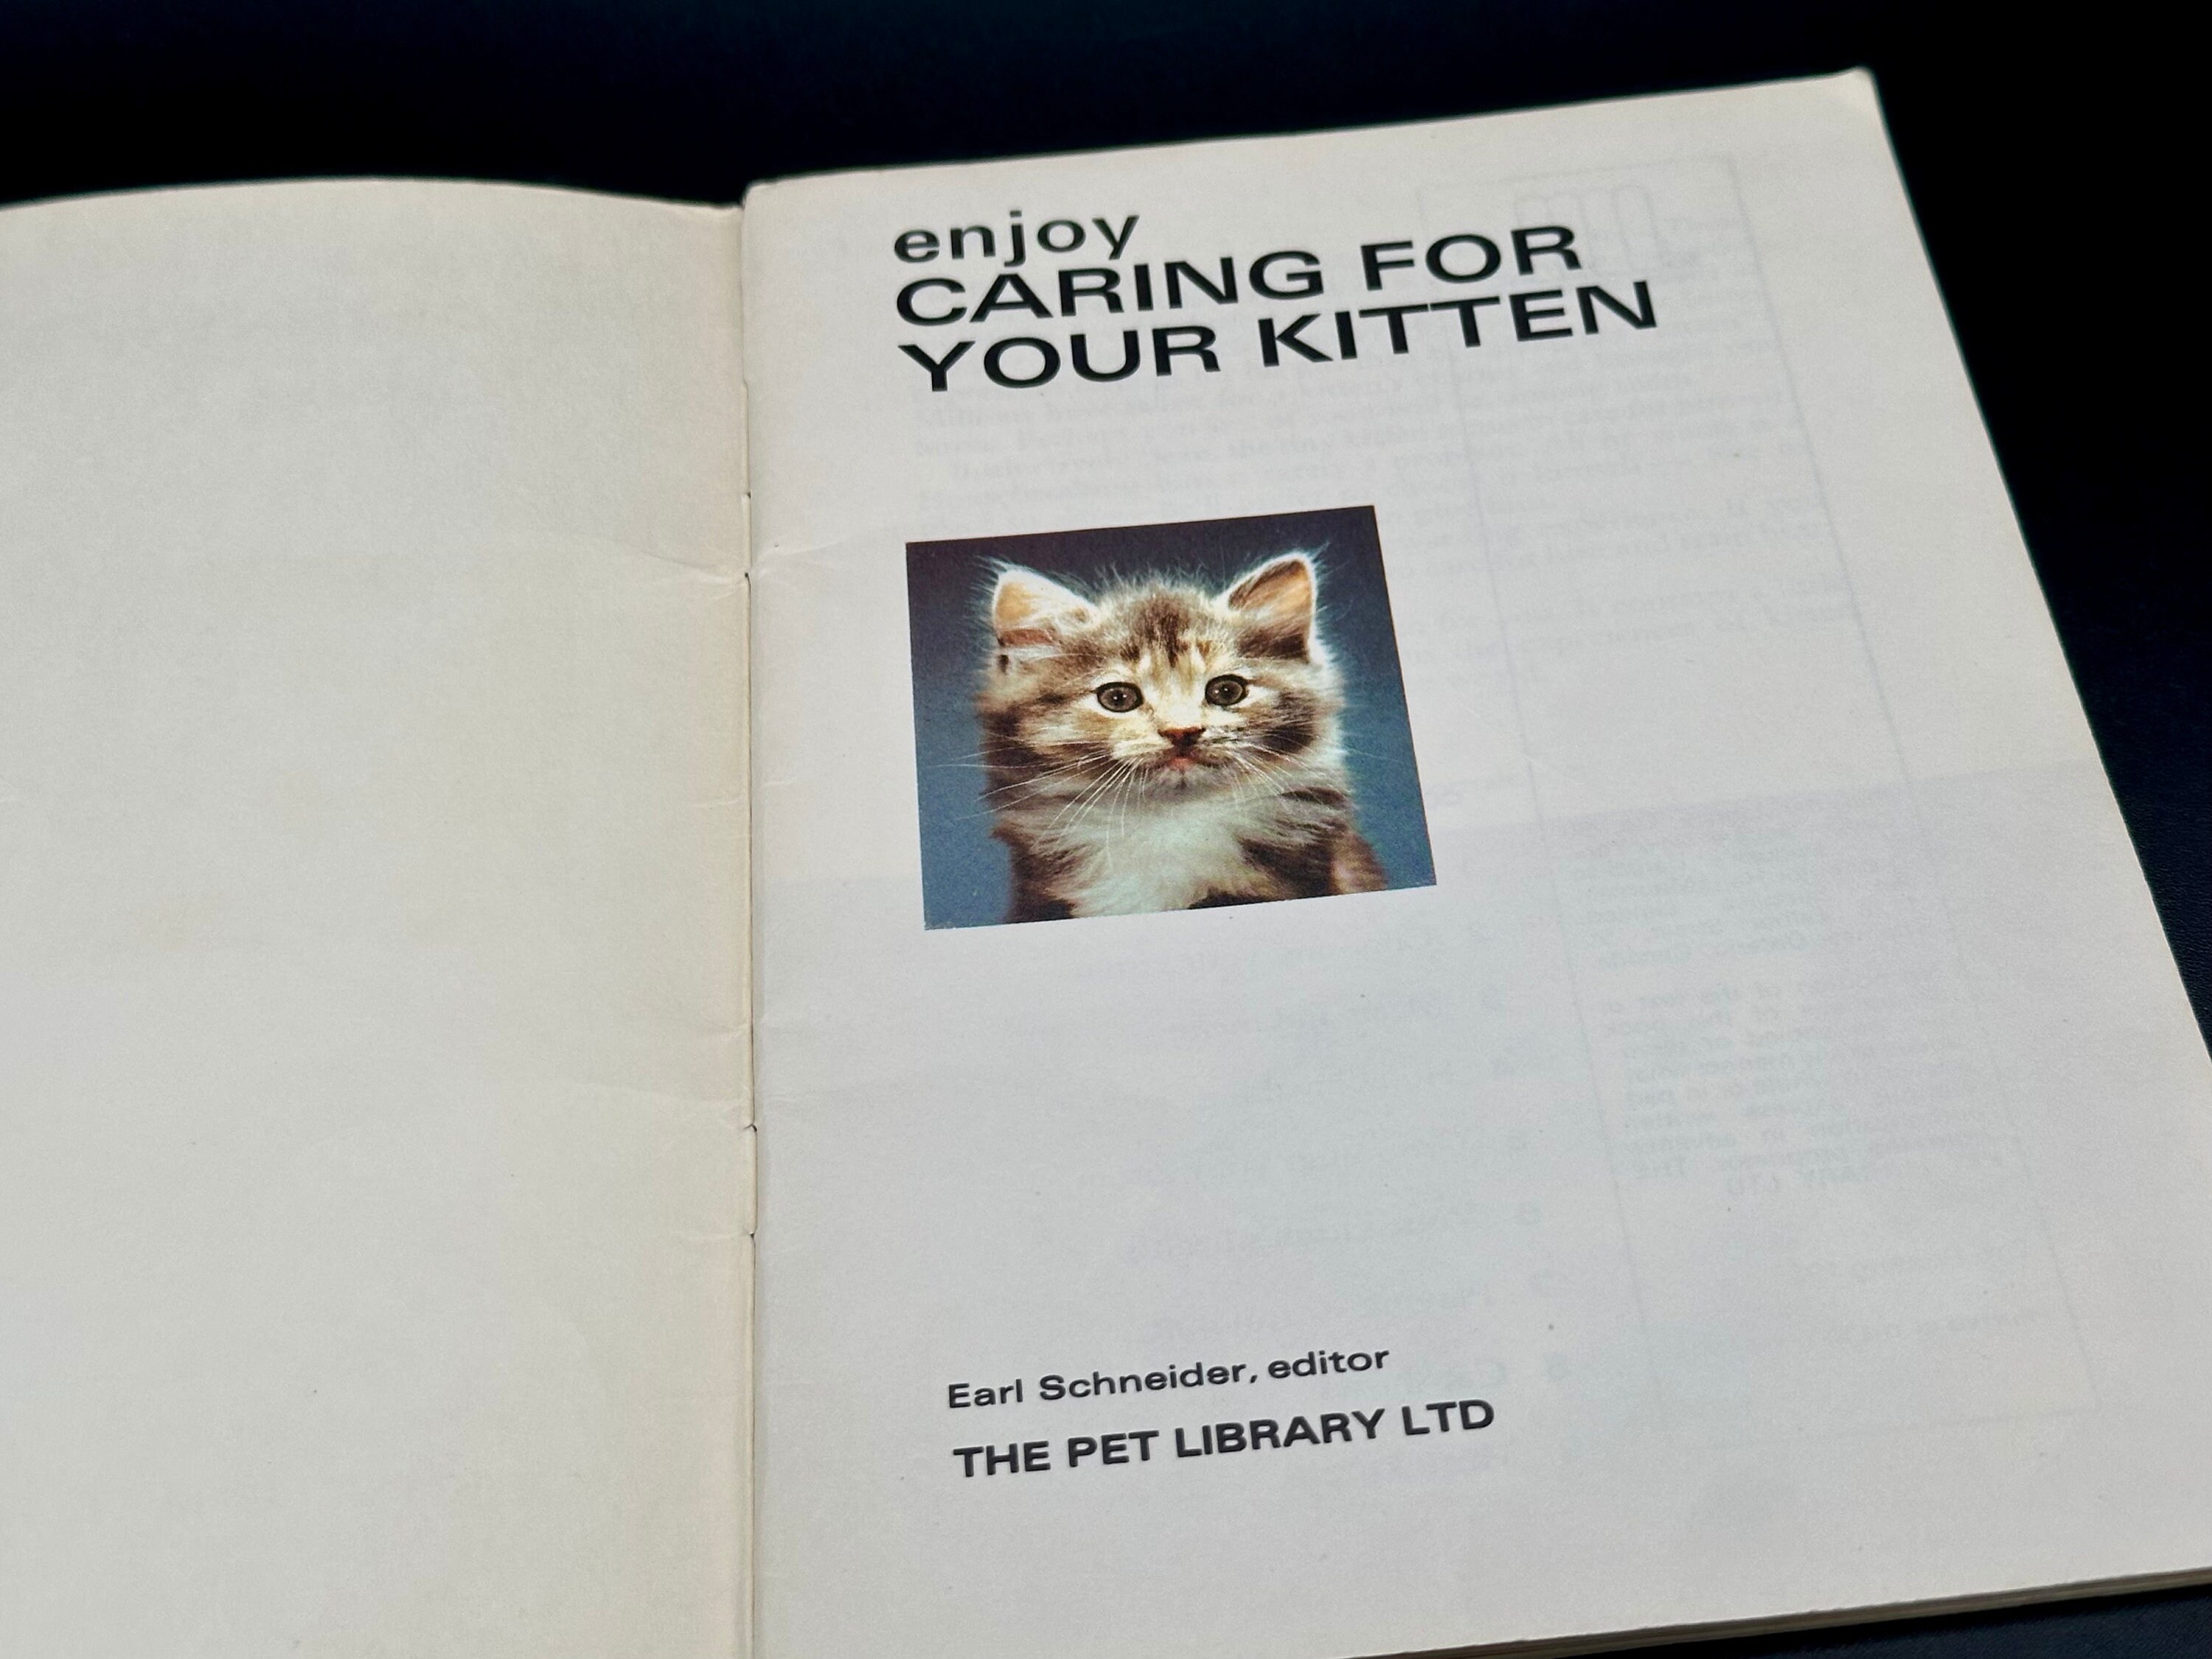 enjoy
CARING FOR
YOUR KITTEN
Earl Schneider, editor
THE PET LIBRARY LTD